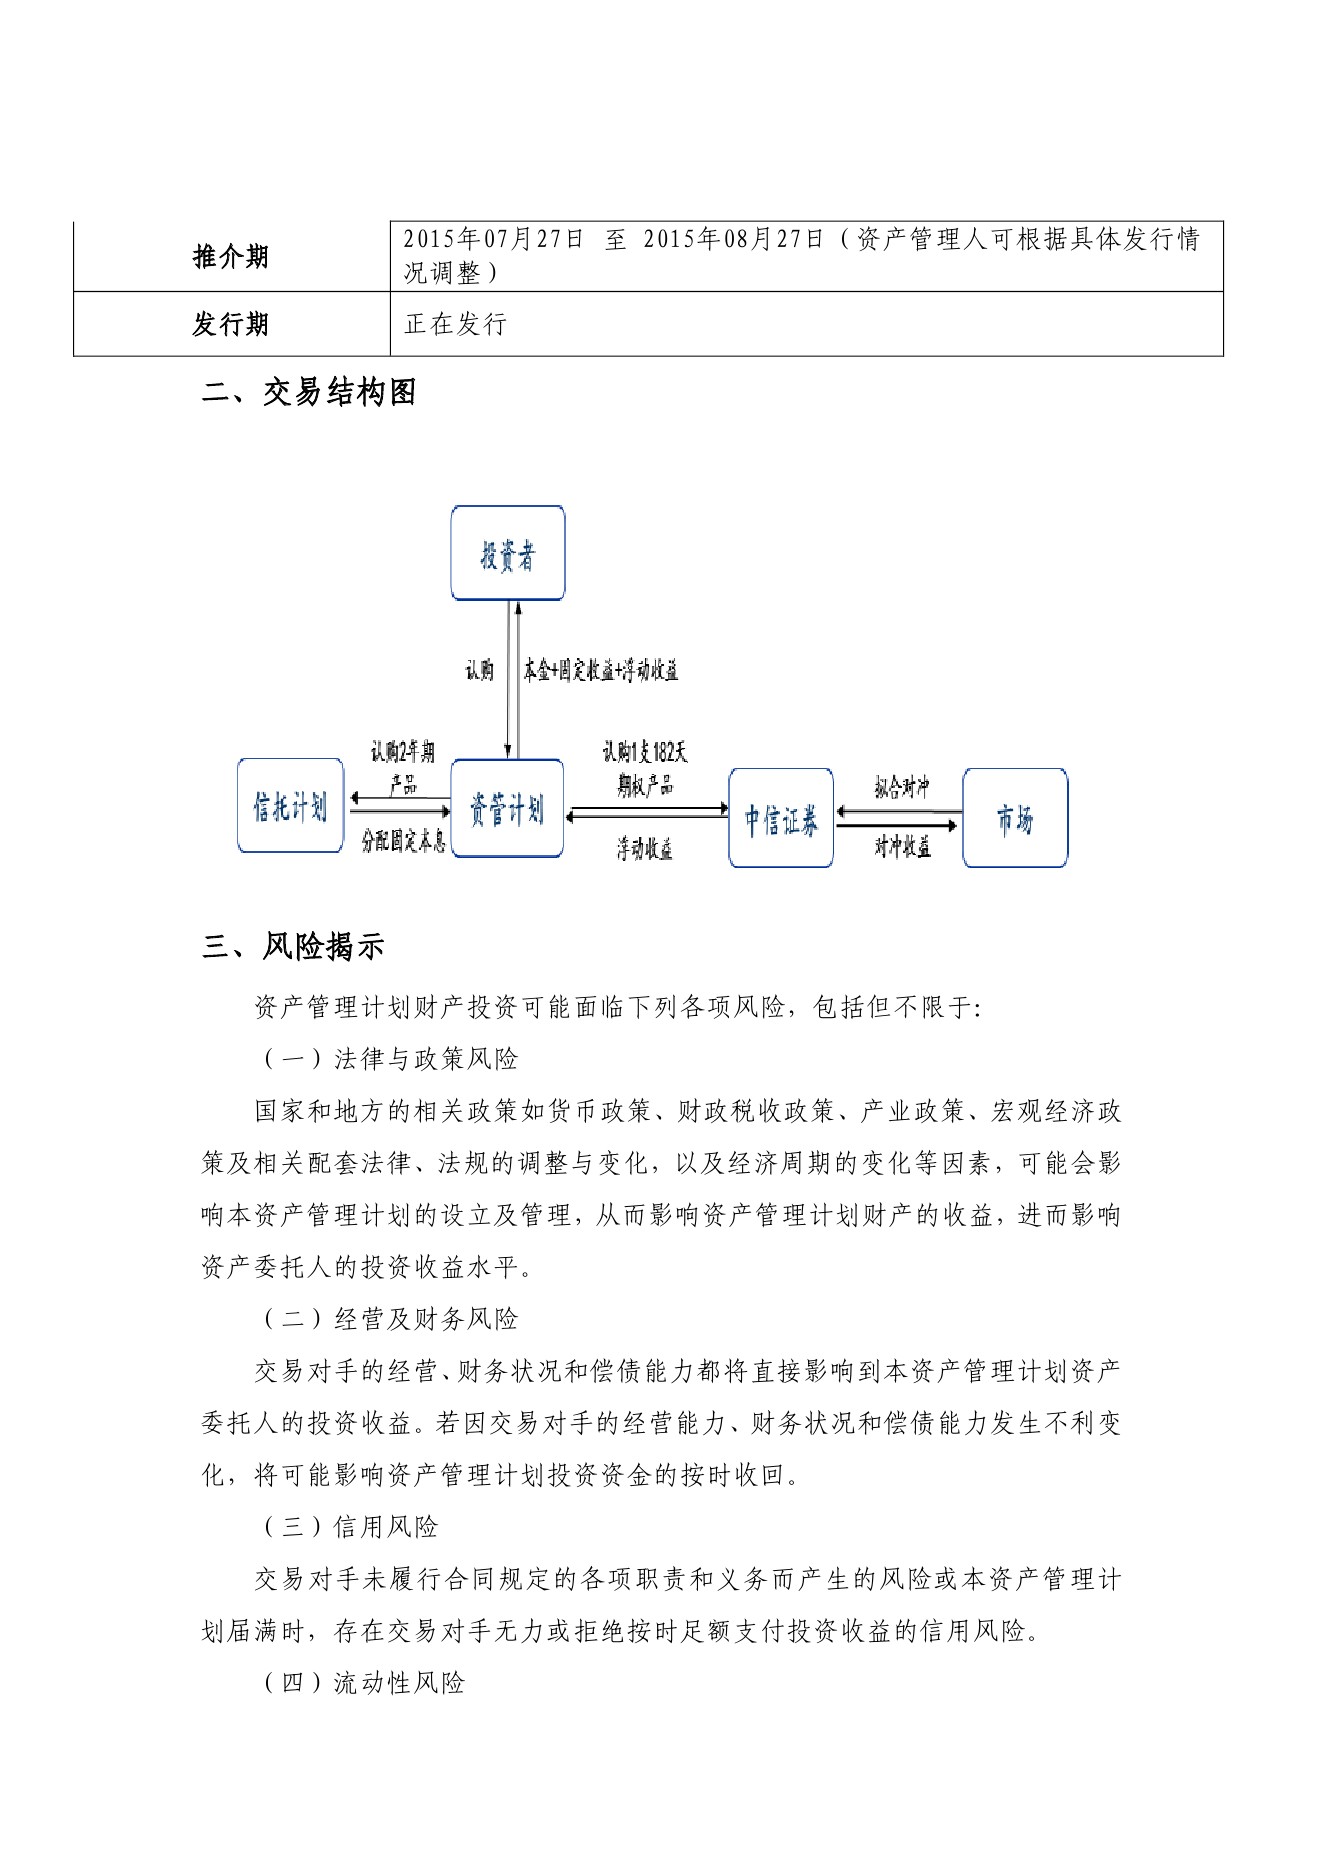 推介期
2015年07月27日 至 2015年08月27日（资产管理人可根据具体发行情
况调整）
发行期
正在发行
二、交易结构图
投资者
认购
本金+固定收益+浮动收益
认购2年期
产品
认购1支182天
期权产品
信托计划
资管计划
中信证券
拟合对冲
市场
分配固定本息
浮动收益
对冲收益
三、风险揭示
资产管理计划财产投资可能面临下列各项风险，包括但不限于：
（一）法律与政策风险
国家和地方的相关政策如货币政策、财政税收政策、产业政策、宏观经济政
策及相关配套法律、法规的调整与变化，以及经济周期的变化等因素，可能会影
响本资产管理计划的设立及管理，从而影响资产管理计划财产的收益，进而影响
资产委托人的投资收益水平。
（二）经营及财务风险
交易对手的经营、财务状况和偿债能力都将直接影响到本资产管理计划资产
委托人的投资收益。若因交易对手的经营能力、财务状况和偿债能力发生不利变
化，将可能影响资产管理计划投资资金的按时收回。
（三）信用风险
交易对手未履行合同规定的各项职责和义务而产生的风险或本资产管理计
划届满时，存在交易对手无力或拒绝按时足额支付投资收益的信用风险。
（四）流动性风险